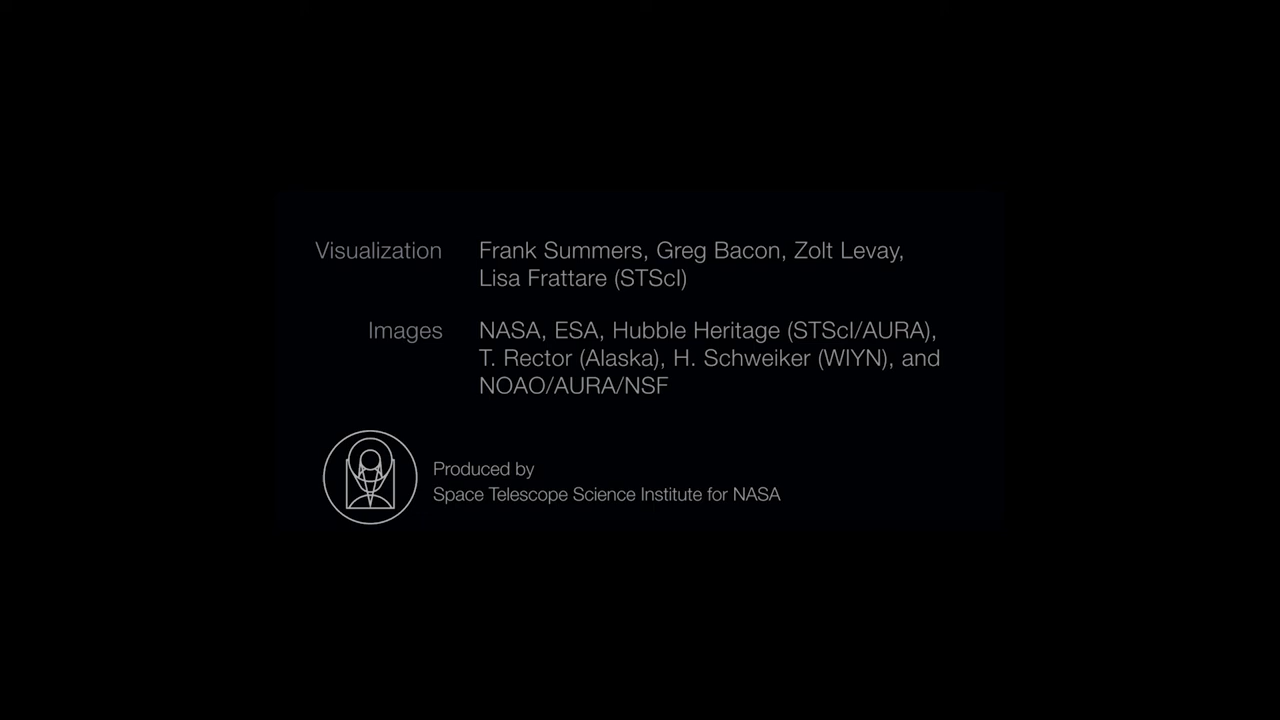 Visualization Frank Summers, Greg Bacon, Zolt Levay,
Lisa Frattare (STScI)
Images NASA, ESA, Hubble Heritage (STScI/AURA),
T. Rector (Alaska), H. Schweiker (WIYN), and
NOAO/AURA/NSF
Produced by
Space Telescope Science Institute for NASA